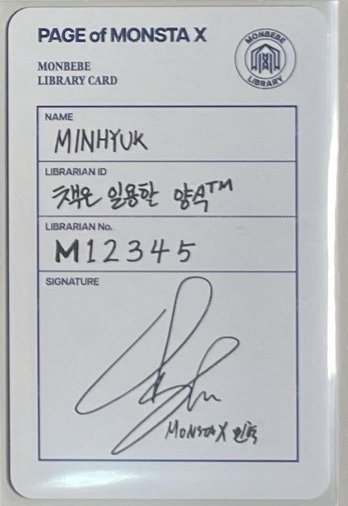 PAGE of MONSTA X
MONBEBE
LIBRARY CARD
MONBEBE
LIBRARY
NAME
MINHYUK
LIBRARIAN ID
책은 일용할 양식™
LIBRARIAN No.
M12345
SIGNATURE
MONSTA X 민혁